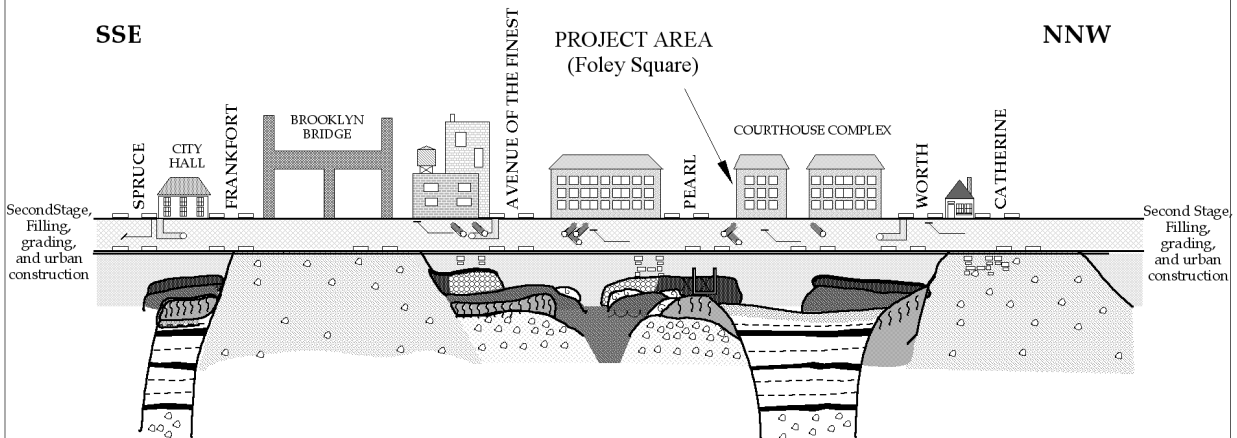 SSE
NNW
PROJECT AREA
(Foley Square)
SPRUCE
CITY
HALL
FRANKFORT
BROOKLYN
BRIDGE
AVENUE OF THE FINEST
PEARL
COURTHOUSE COMPLEX
WORTH
CATHERINE
SecondStage,
Filling,
grading,
and urban
construction
Second Stage,
Filling,
grading,
and urban
construction